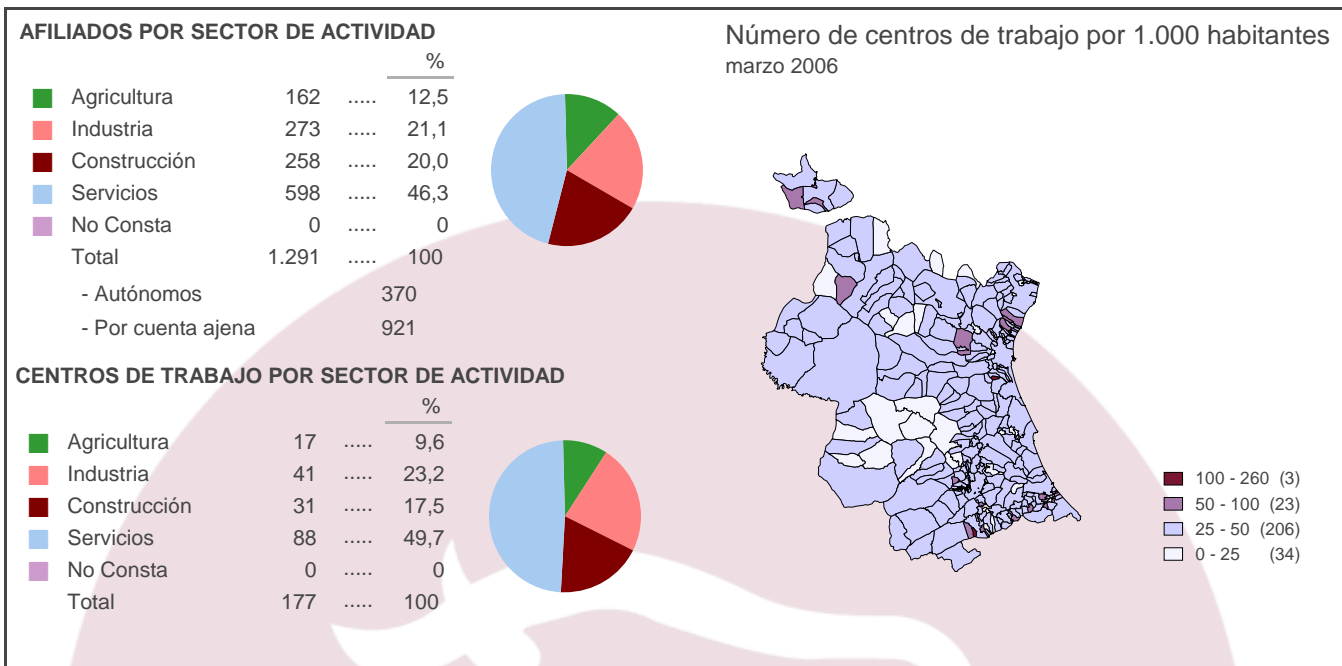 AFILIADOS POR SECTOR DE ACTIVIDAD
%
Agricultura 162 ..... 12,5
Industria 273 ..... 21,1
Construcción 258 ..... 20,0
Servicios 598 ..... 46,3
No Consta 0 ..... 0
Total 1.291 ..... 100
- Autónomos 370
- Por cuenta ajena 921
CENTROS DE TRABAJO POR SECTOR DE ACTIVIDAD
%
Agricultura 17 ..... 9,6
Industria 41 ..... 23,2
Construcción 31 ..... 17,5
Servicios 88 ..... 49,7
No Consta 0 ..... 0
Total 177 ..... 100
Número de centros de trabajo por 1.000 habitantes
marzo 2006
100 - 260 (3)
50 - 100 (23)
25 - 50 (206)
0 - 25 (34)